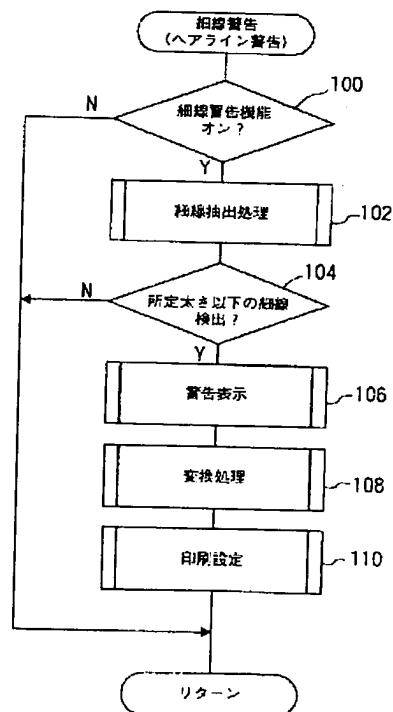 細線警告
(ヘアライン警告)
100
N
細線警告機能
オン?
Y
細線抽出処理
102
104
N
所定太さ以下の細線
検出?
Y
警告表示
106
変換処理
108
印刷設定
110
リターン